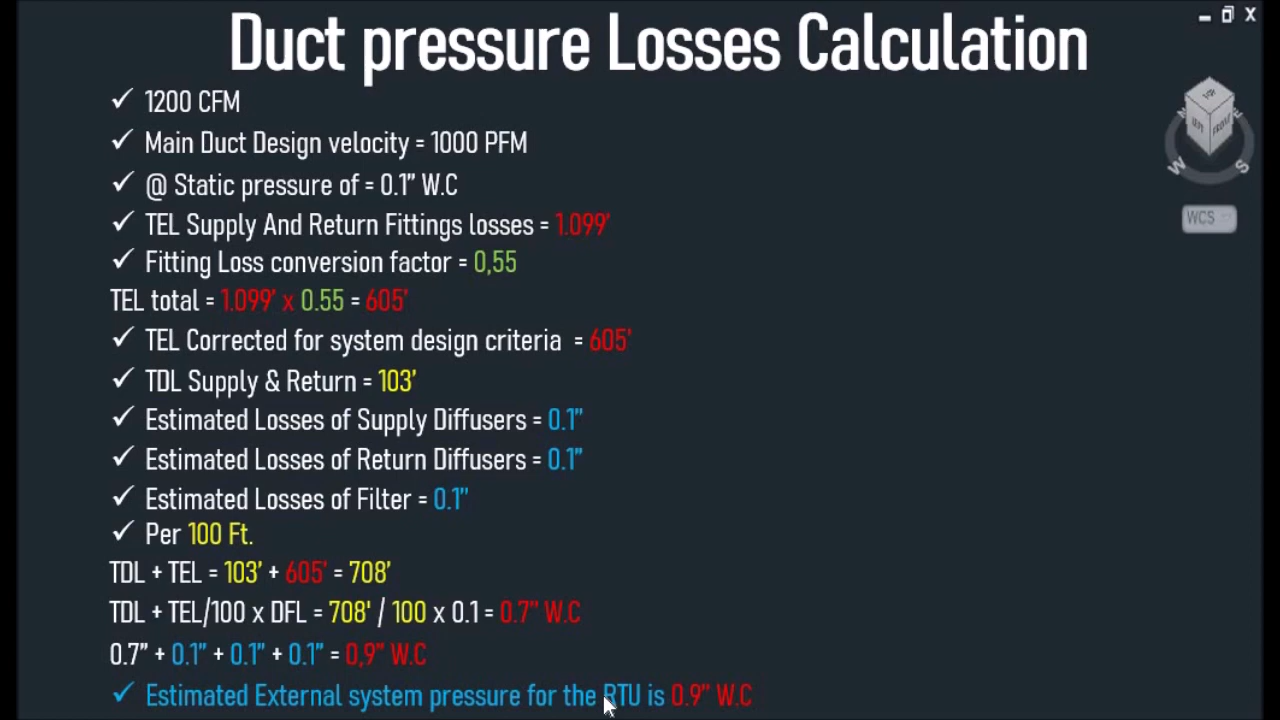 Duct pressure Losses Calculation
✓ 1200 CFM
✓ Main Duct Design velocity = 1000 PFM
✓ @ Static pressure of = 0.1" W.C
✓ TEL Supply And Return Fittings losses = 1.099'
✓ Fitting Loss conversion factor = 0,55
TEL total = 1.099' x 0.55 = 605'
✓ TEL Corrected for system design criteria = 605'
✓ TDL Supply & Return = 103'
✓ Estimated Losses of Supply Diffusers = 0.1"
✓ Estimated Losses of Return Diffusers = 0.1"
✓ Estimated Losses of Filter = 0.1"
✓ Per 100 Ft.
TDL + TEL = 103' + 605' = 708'
TDL + TEL/100 x DFL = 708' / 100 x 0.1 = 0.7" W.C
0.7" + 0.1" + 0.1" + 0.1" = 0,9" W.C
✓ Estimated External system pressure for the RTU is 0.9" W.C
LEFT FRONT
W S
WCS